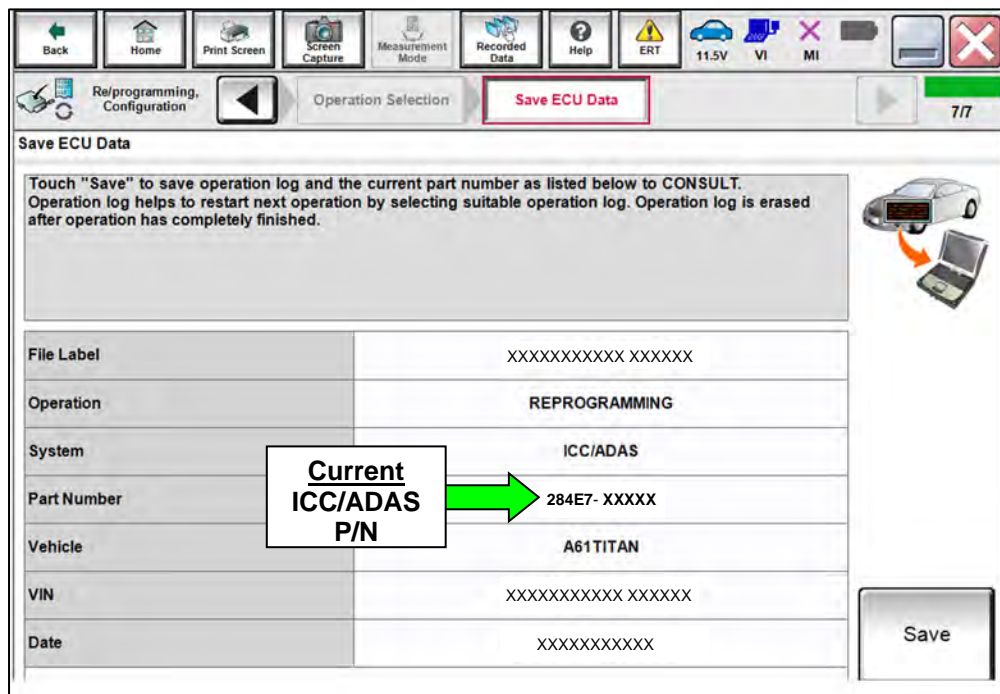 Back
Home
Print Screen
Screen
Capture
Measurement
Mode
Recorded
Data
Help
ERT
11.5V
VI
MI
Re/programming,
Configuration
Operation Selection
Save ECU Data
7/7
Save ECU Data
Touch "Save" to save operation log and the current part number as listed below to CONSULT.
Operation log helps to restart next operation by selecting suitable operation log. Operation log is erased
after operation has completely finished.
File Label
XXXXXXXXXXX XXXXXX
Operation
REPROGRAMMING
System
ICC/ADAS
Part Number
Current
ICC/ADAS
P/N
284E7- XXXXX
Vehicle
A61TITAN
VIN
XXXXXXXXXXX XXXXXX
Date
XXXXXXXXXXX
Save